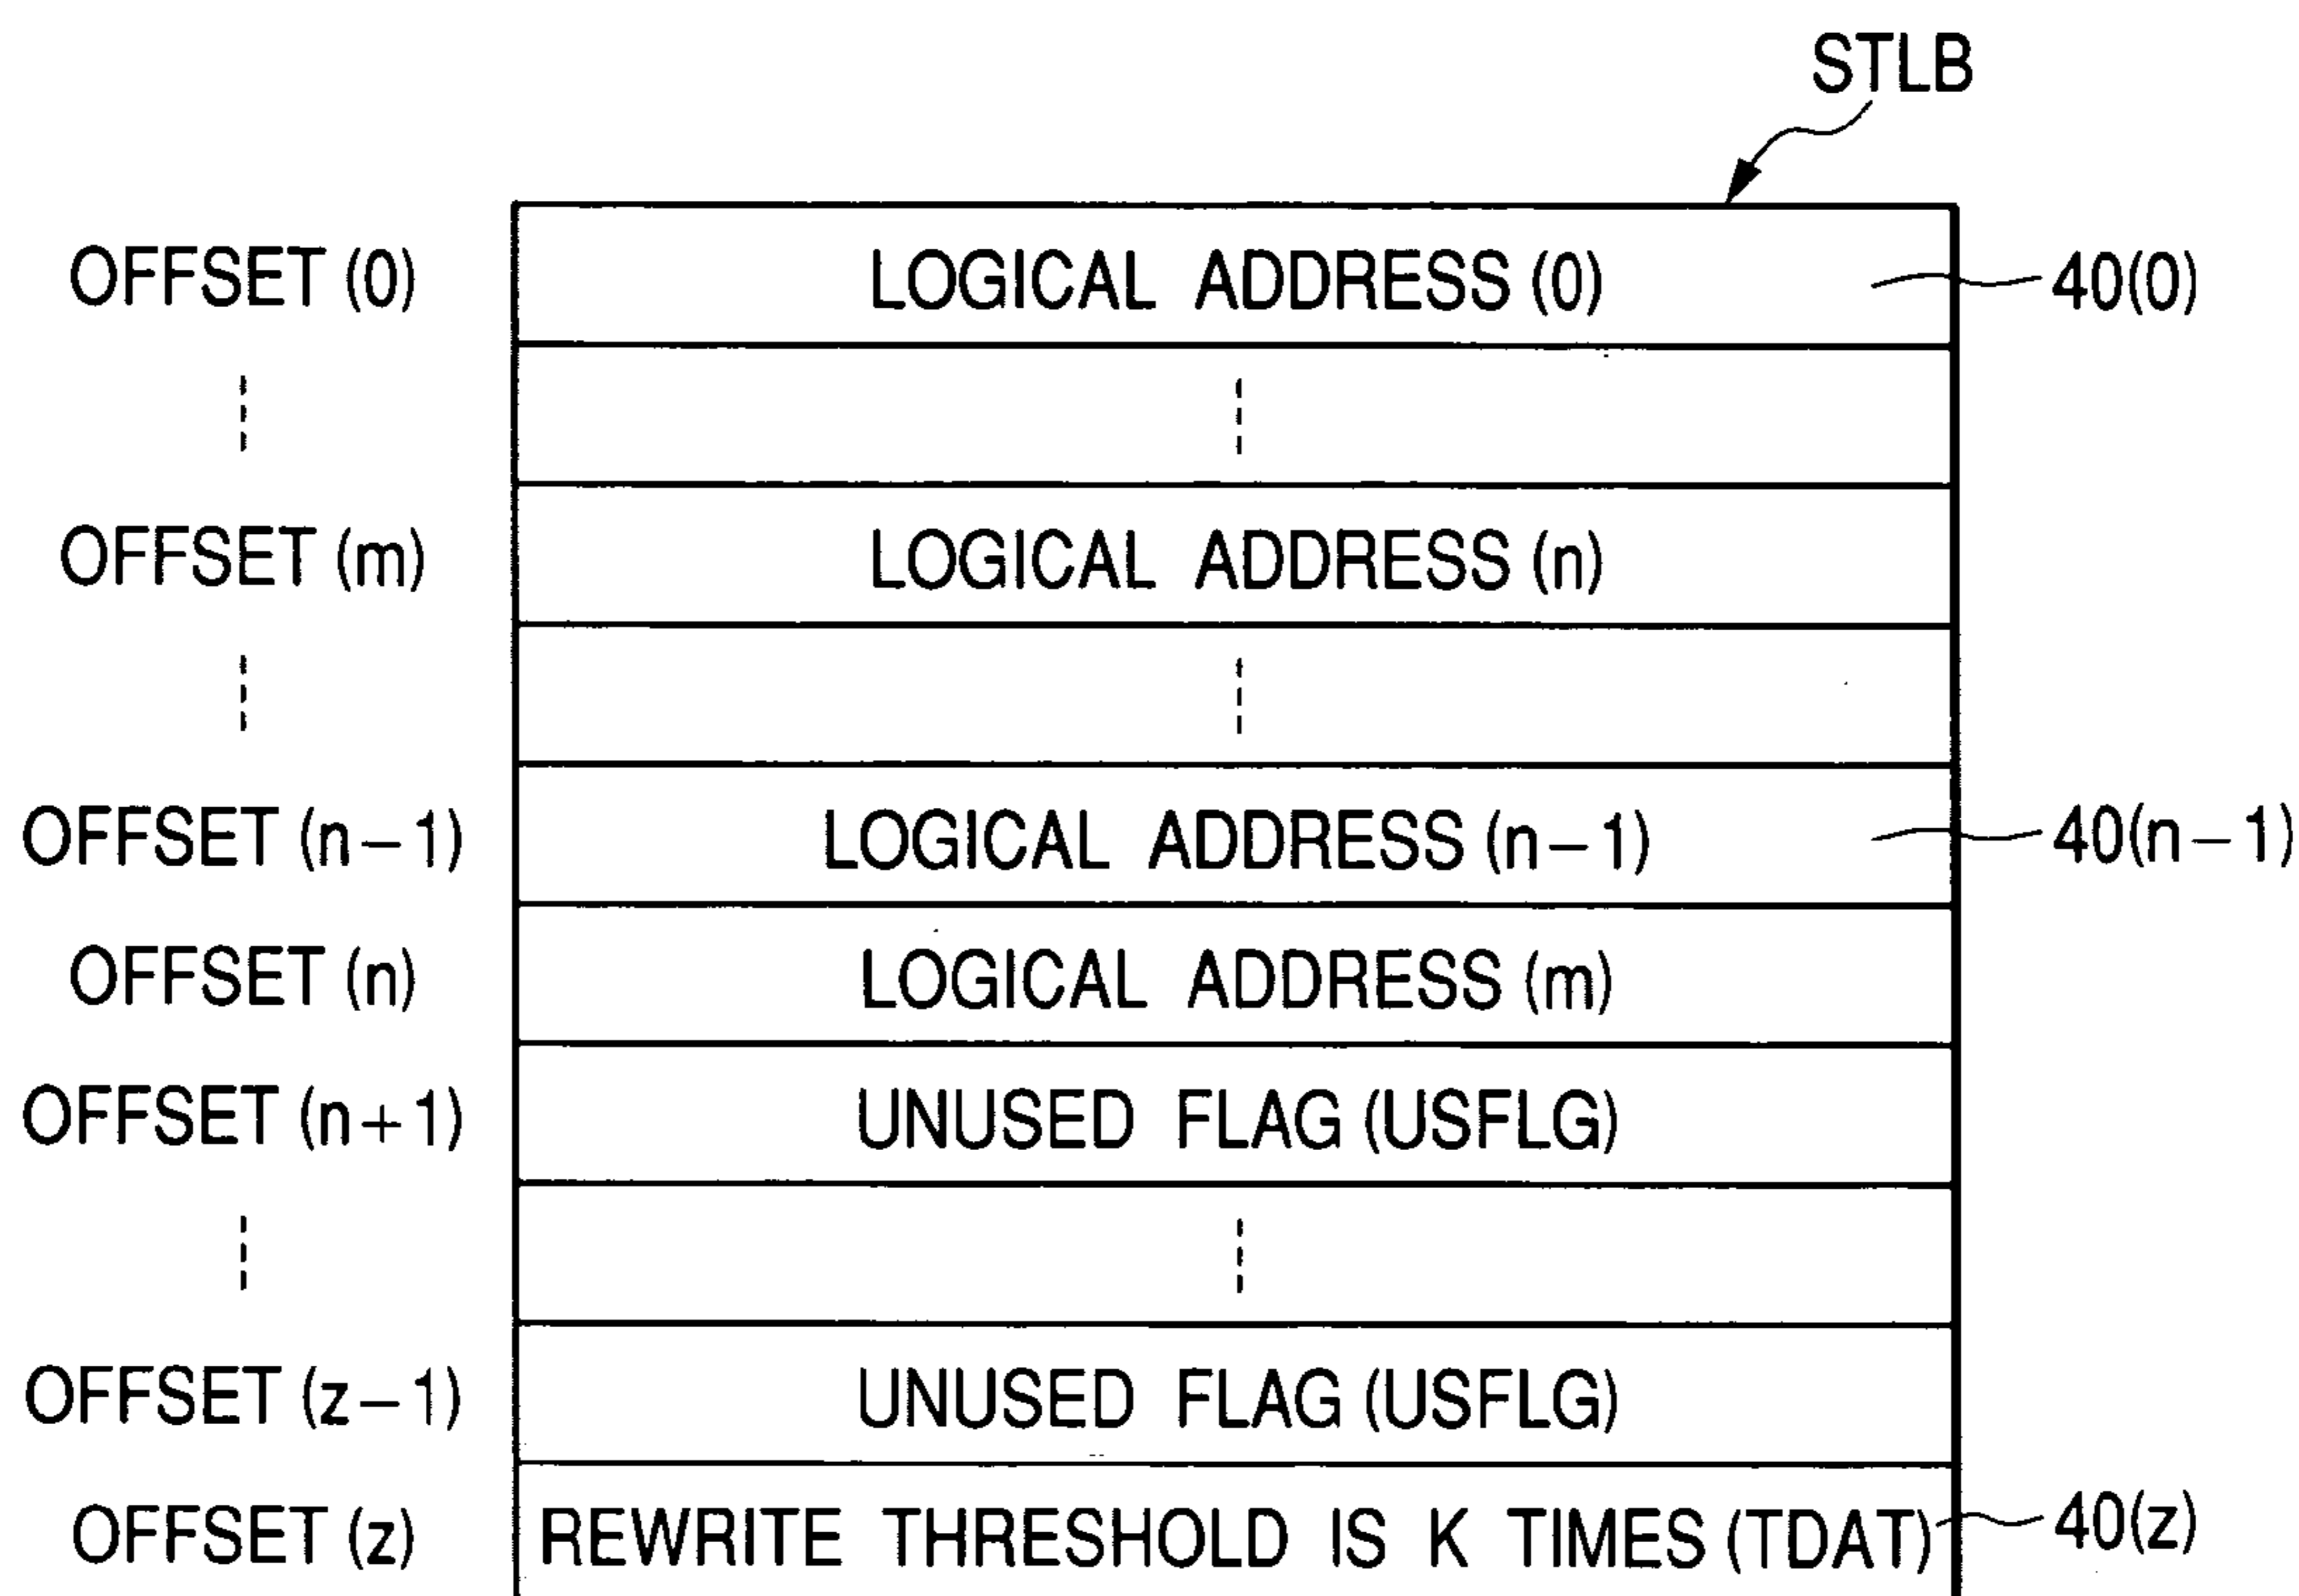 STLB
OFFSET (0) LOGICAL ADDRESS (0) 40(0)
OFFSET (m) LOGICAL ADDRESS (n)
OFFSET (n−1) LOGICAL ADDRESS (n−1) 40(n−1)
OFFSET (n) LOGICAL ADDRESS (m)
OFFSET (n+1) UNUSED FLAG (USFLG)
OFFSET (z−1) UNUSED FLAG (USFLG)
OFFSET (z) REWRITE THRESHOLD IS K TIMES (TDAT) 40(z)